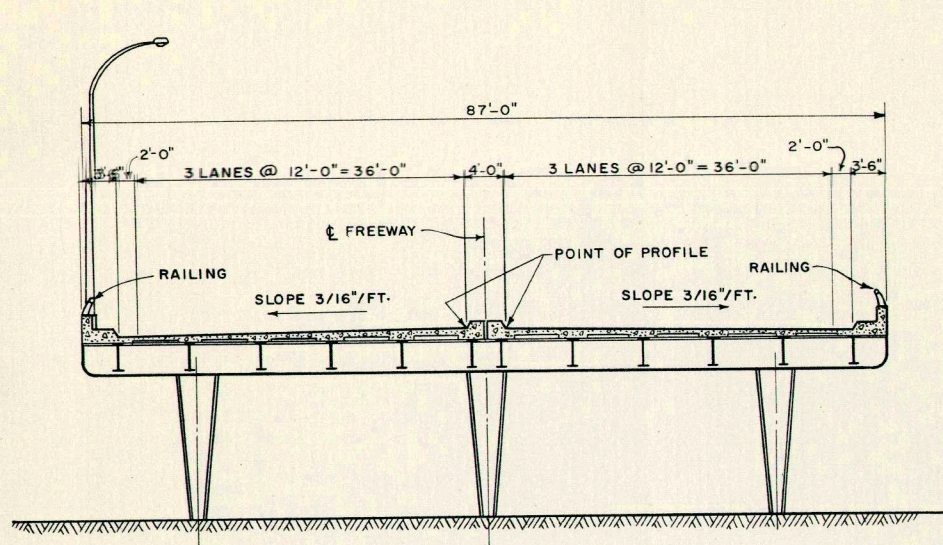 87'-0"
2'-0"
3 LANES @ 12'-0"=36'-0"
4'-0"
3 LANES @ 12'-0"=36'-0"
2'-0"
3'-6"
℄ FREEWAY
POINT OF PROFILE
RAILING
RAILING
SLOPE 3/16"/FT.
SLOPE 3/16"/FT.